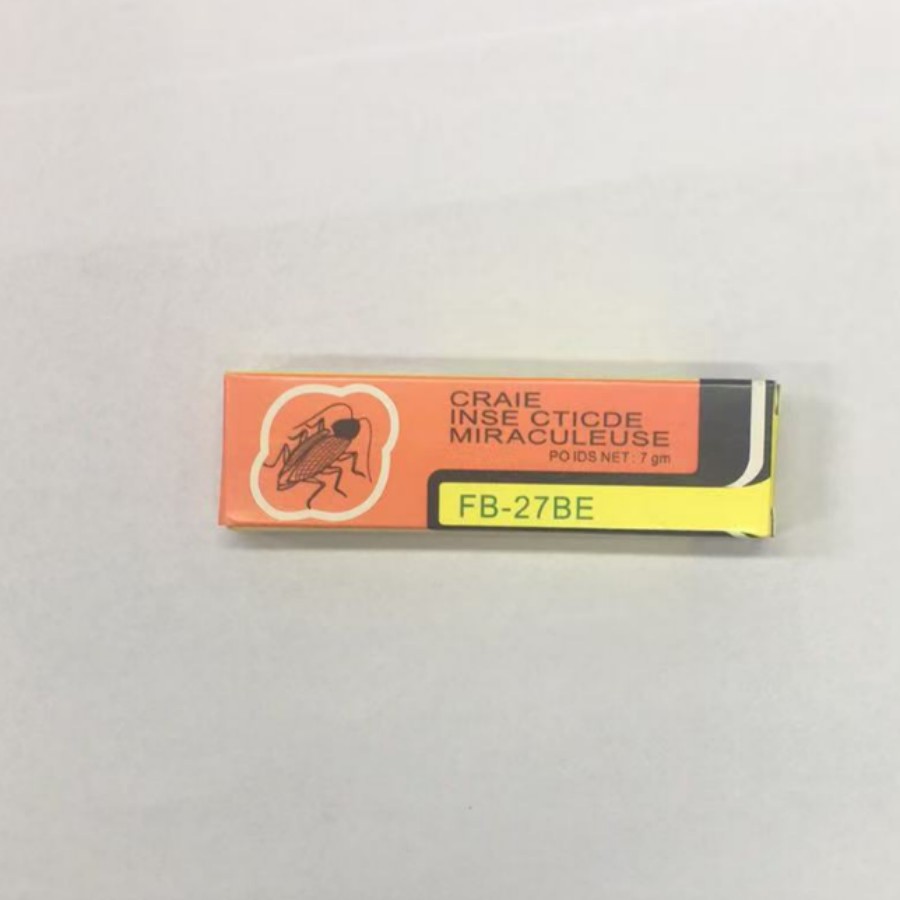 CRAIE
INSE CTICDE
MIRACULEUSE
PO IDS NET : 7 gm
FB-27BE